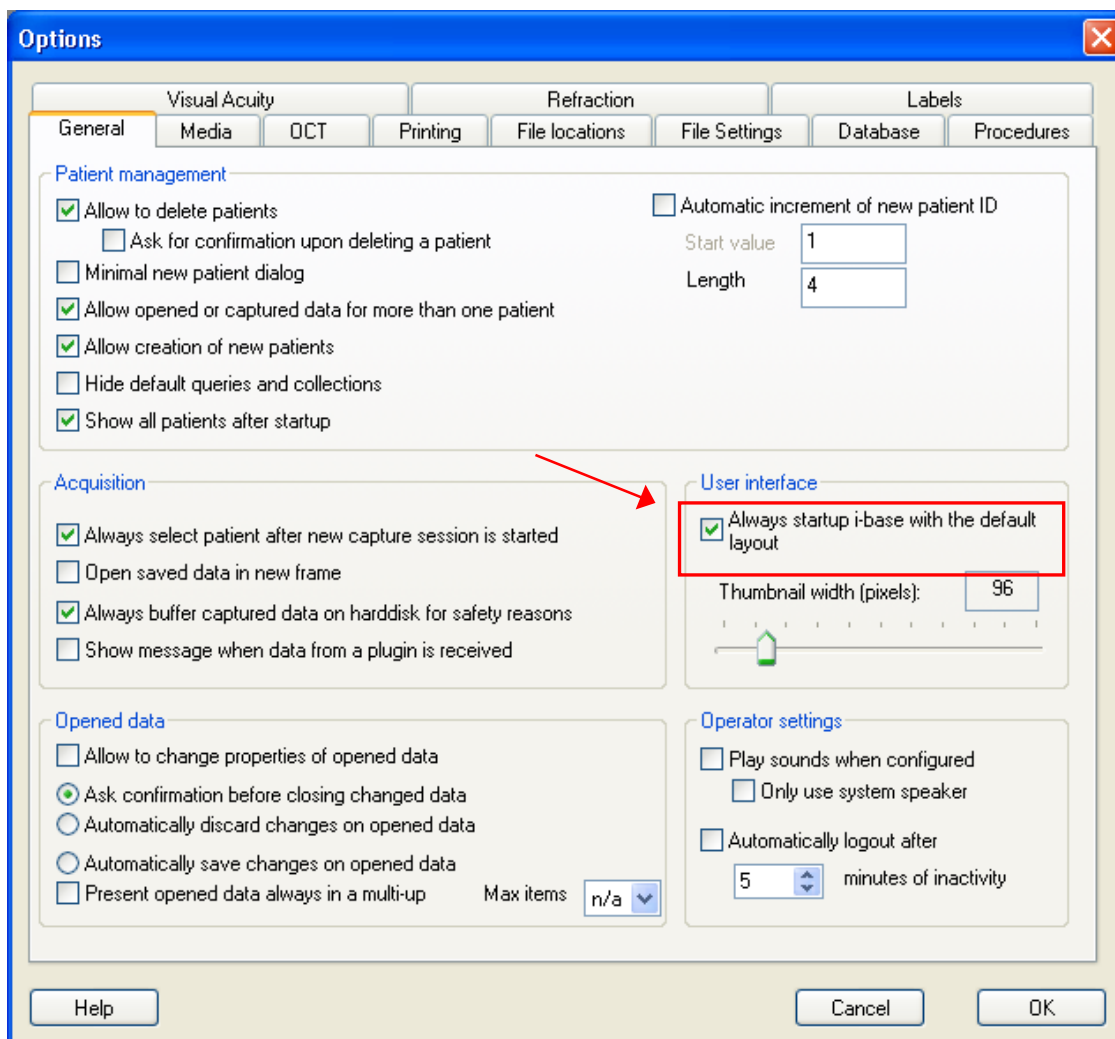 Options
Visual Acuity Refraction Labels
General Media OCT Printing File locations File Settings Database Procedures
Patient management
Allow to delete patients
Ask for confirmation upon deleting a patient
Minimal new patient dialog
Allow opened or captured data for more than one patient
Allow creation of new patients
Hide default queries and collections
Show all patients after startup
Automatic increment of new patient ID
Start value 1
Length 4
Acquisition
Always select patient after new capture session is started
Open saved data in new frame
Always buffer captured data on harddisk for safety reasons
Show message when data from a plugin is received
User interface
Always startup i-base with the default
layout
Thumbnail width (pixels): 96
Opened data
Allow to change properties of opened data
Ask confirmation before closing changed data
Automatically discard changes on opened data
Automatically save changes on opened data
Present opened data always in a multi-up Max items n/a
Operator settings
Play sounds when configured
Only use system speaker
Automatically logout after
5 minutes of inactivity
Help Cancel OK